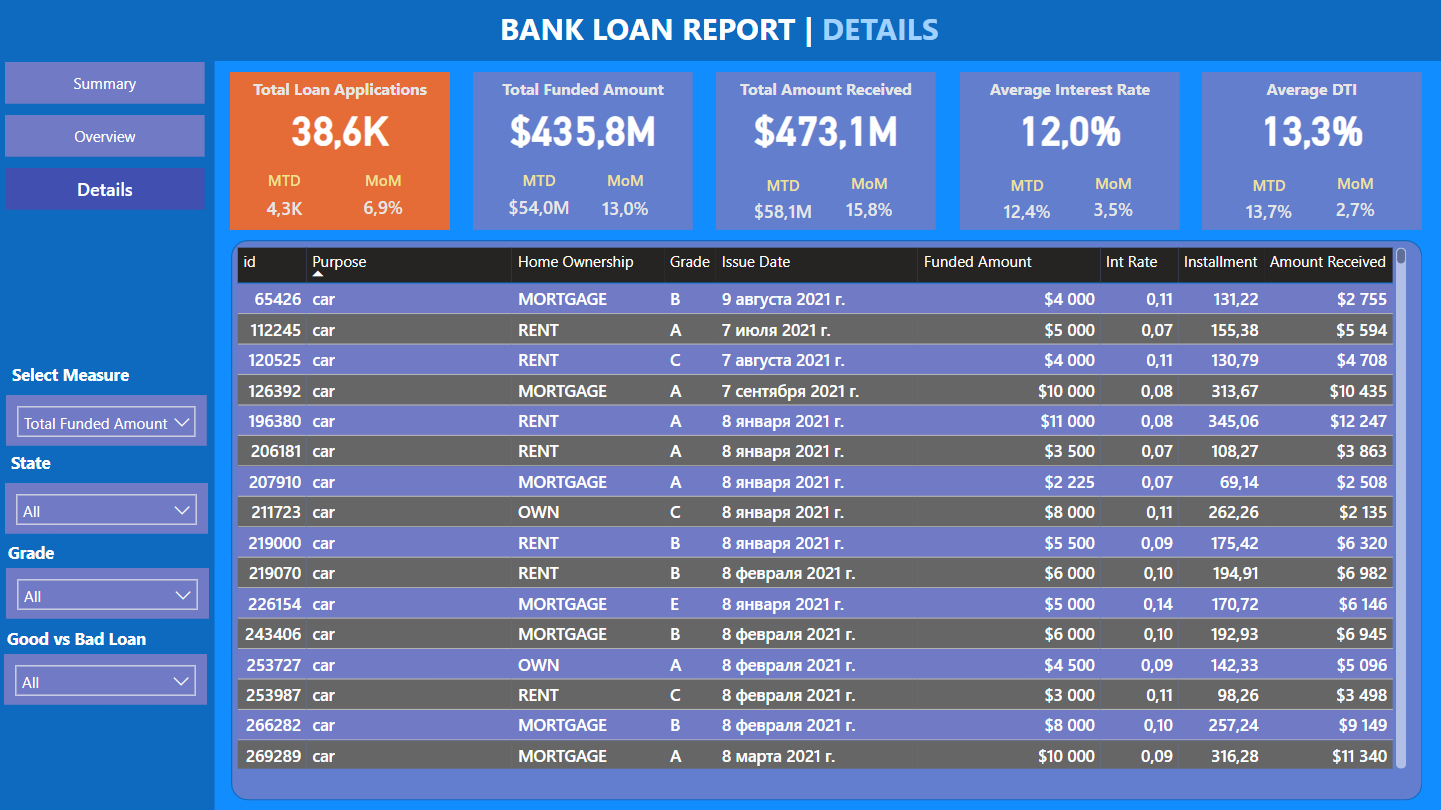 BANK LOAN REPORT | DETAILS
Summary
Overview
Details
Select Measure
Total Funded Amount
State
All
Grade
All
Good vs Bad Loan
All
Total Loan Applications
38,6K
MTD MoM
4,3K 6,9%
Total Funded Amount
$435,8M
MTD MoM
$54,0M 13,0%
Total Amount Received
$473,1M
MTD MoM
$58,1M 15,8%
Average Interest Rate
12,0%
MTD MoM
12,4% 3,5%
Average DTI
13,3%
MTD MoM
13,7% 2,7%
id Purpose Home Ownership Grade Issue Date Funded Amount Int Rate Installment Amount Received
65426 car MORTGAGE B 9 августа 2021 г. $4 000 0,11 131,22 $2 755
112245 car RENT A 7 июля 2021 г. $5 000 0,07 155,38 $5 594
120525 car RENT C 7 августа 2021 г. $4 000 0,11 130,79 $4 708
126392 car MORTGAGE A 7 сентября 2021 г. $10 000 0,08 313,67 $10 435
196380 car RENT A 8 января 2021 г. $11 000 0,08 345,06 $12 247
206181 car RENT A 8 января 2021 г. $3 500 0,07 108,27 $3 863
207910 car MORTGAGE A 8 января 2021 г. $2 225 0,07 69,14 $2 508
211723 car OWN C 8 января 2021 г. $8 000 0,11 262,26 $2 135
219000 car RENT B 8 января 2021 г. $5 500 0,09 175,42 $6 320
219070 car RENT B 8 февраля 2021 г. $6 000 0,10 194,91 $6 982
226154 car MORTGAGE E 8 января 2021 г. $5 000 0,14 170,72 $6 146
243406 car MORTGAGE B 8 февраля 2021 г. $6 000 0,10 192,93 $6 945
253727 car OWN A 8 февраля 2021 г. $4 500 0,09 142,33 $5 096
253987 car RENT C 8 февраля 2021 г. $3 000 0,11 98,26 $3 498
266282 car MORTGAGE B 8 февраля 2021 г. $8 000 0,10 257,24 $9 149
269289 car MORTGAGE A 8 марта 2021 г. $10 000 0,09 316,28 $11 340